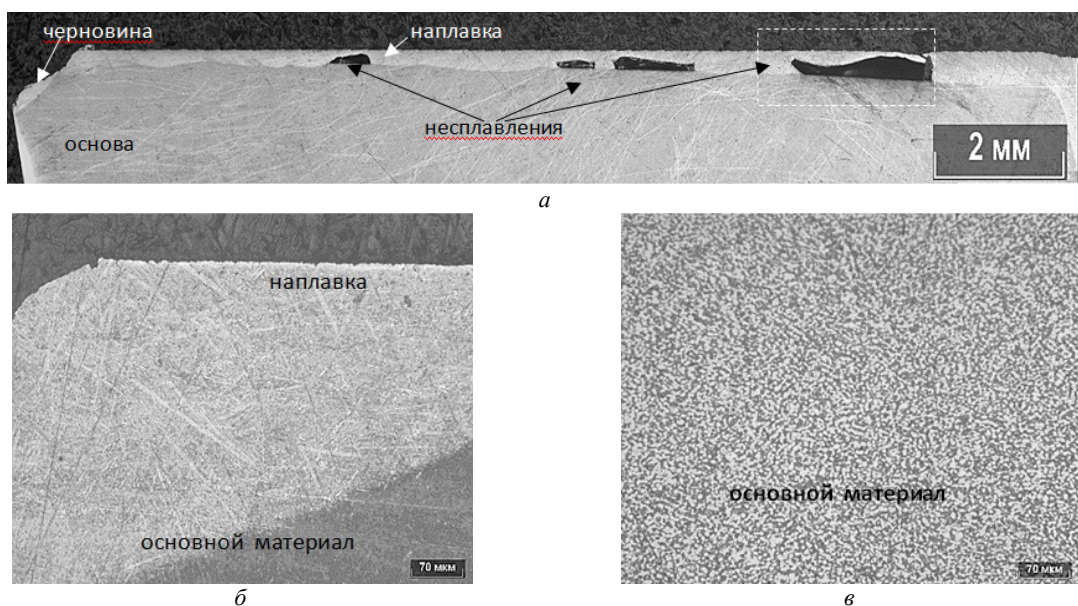 черновина
наплавка
несплавления
основа
2 мм
а
наплавка
основной материал
70 мкм
б
основной материал
70 мкм
в